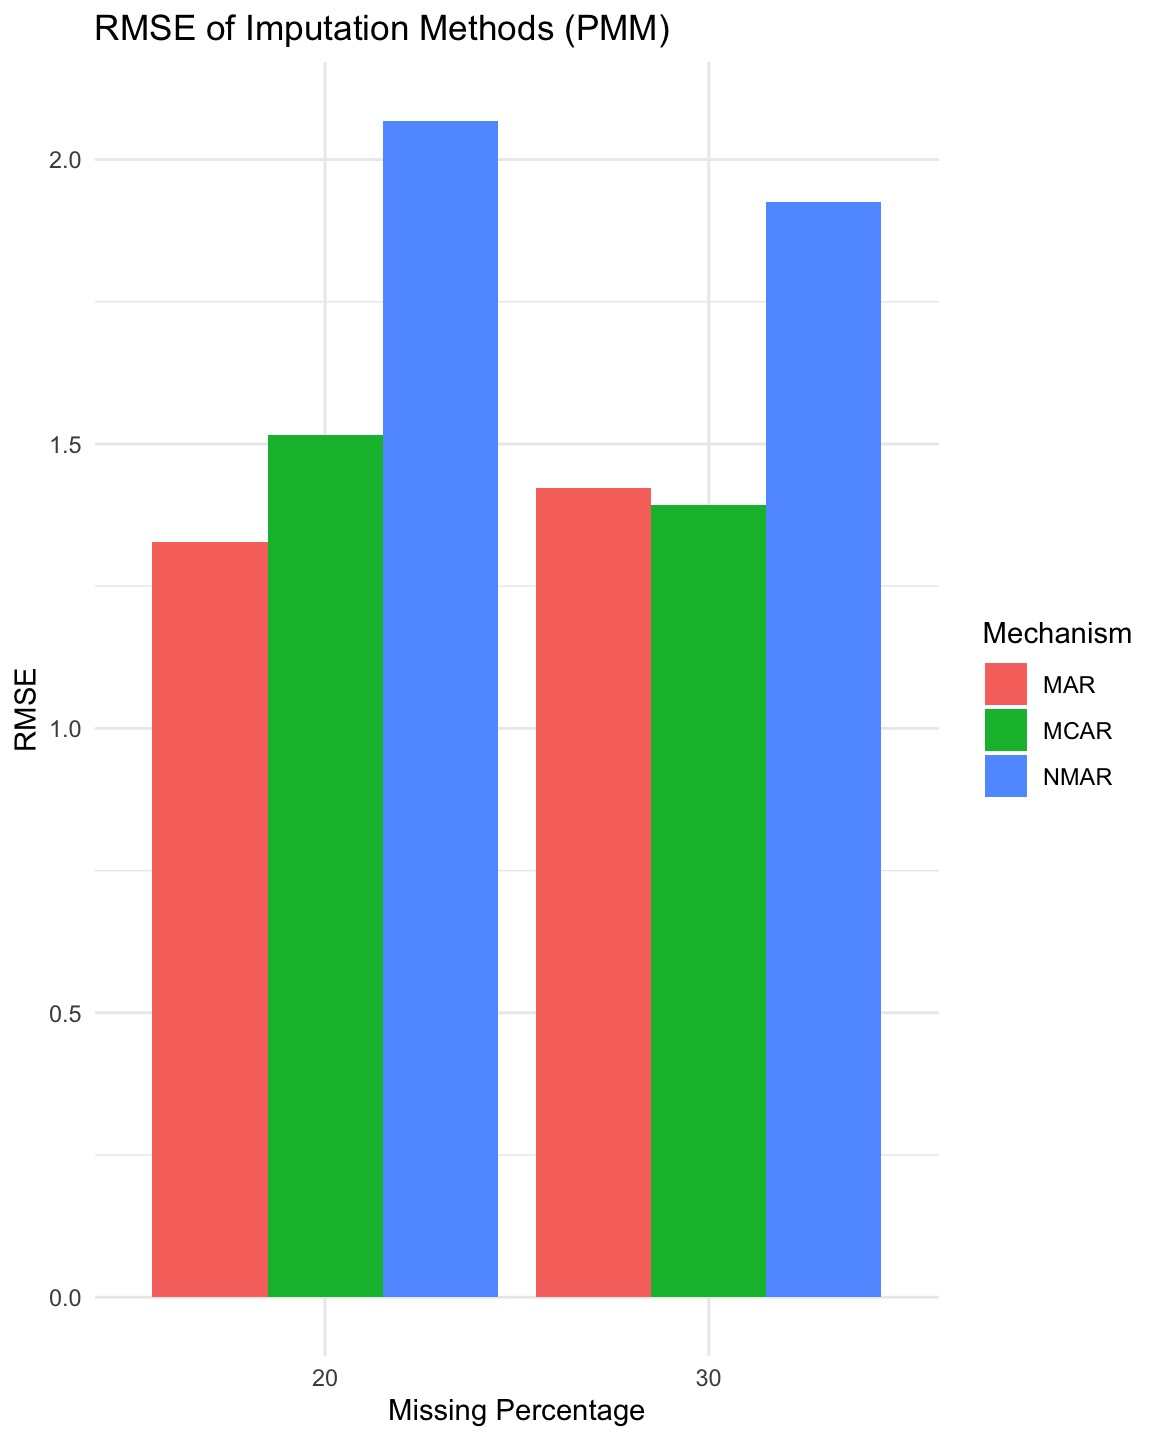 RMSE of Imputation Methods (PMM)
2.0
1.5
1.0
0.5
0.0
RMSE
20
30
Missing Percentage
Mechanism
MAR
MCAR
NMAR